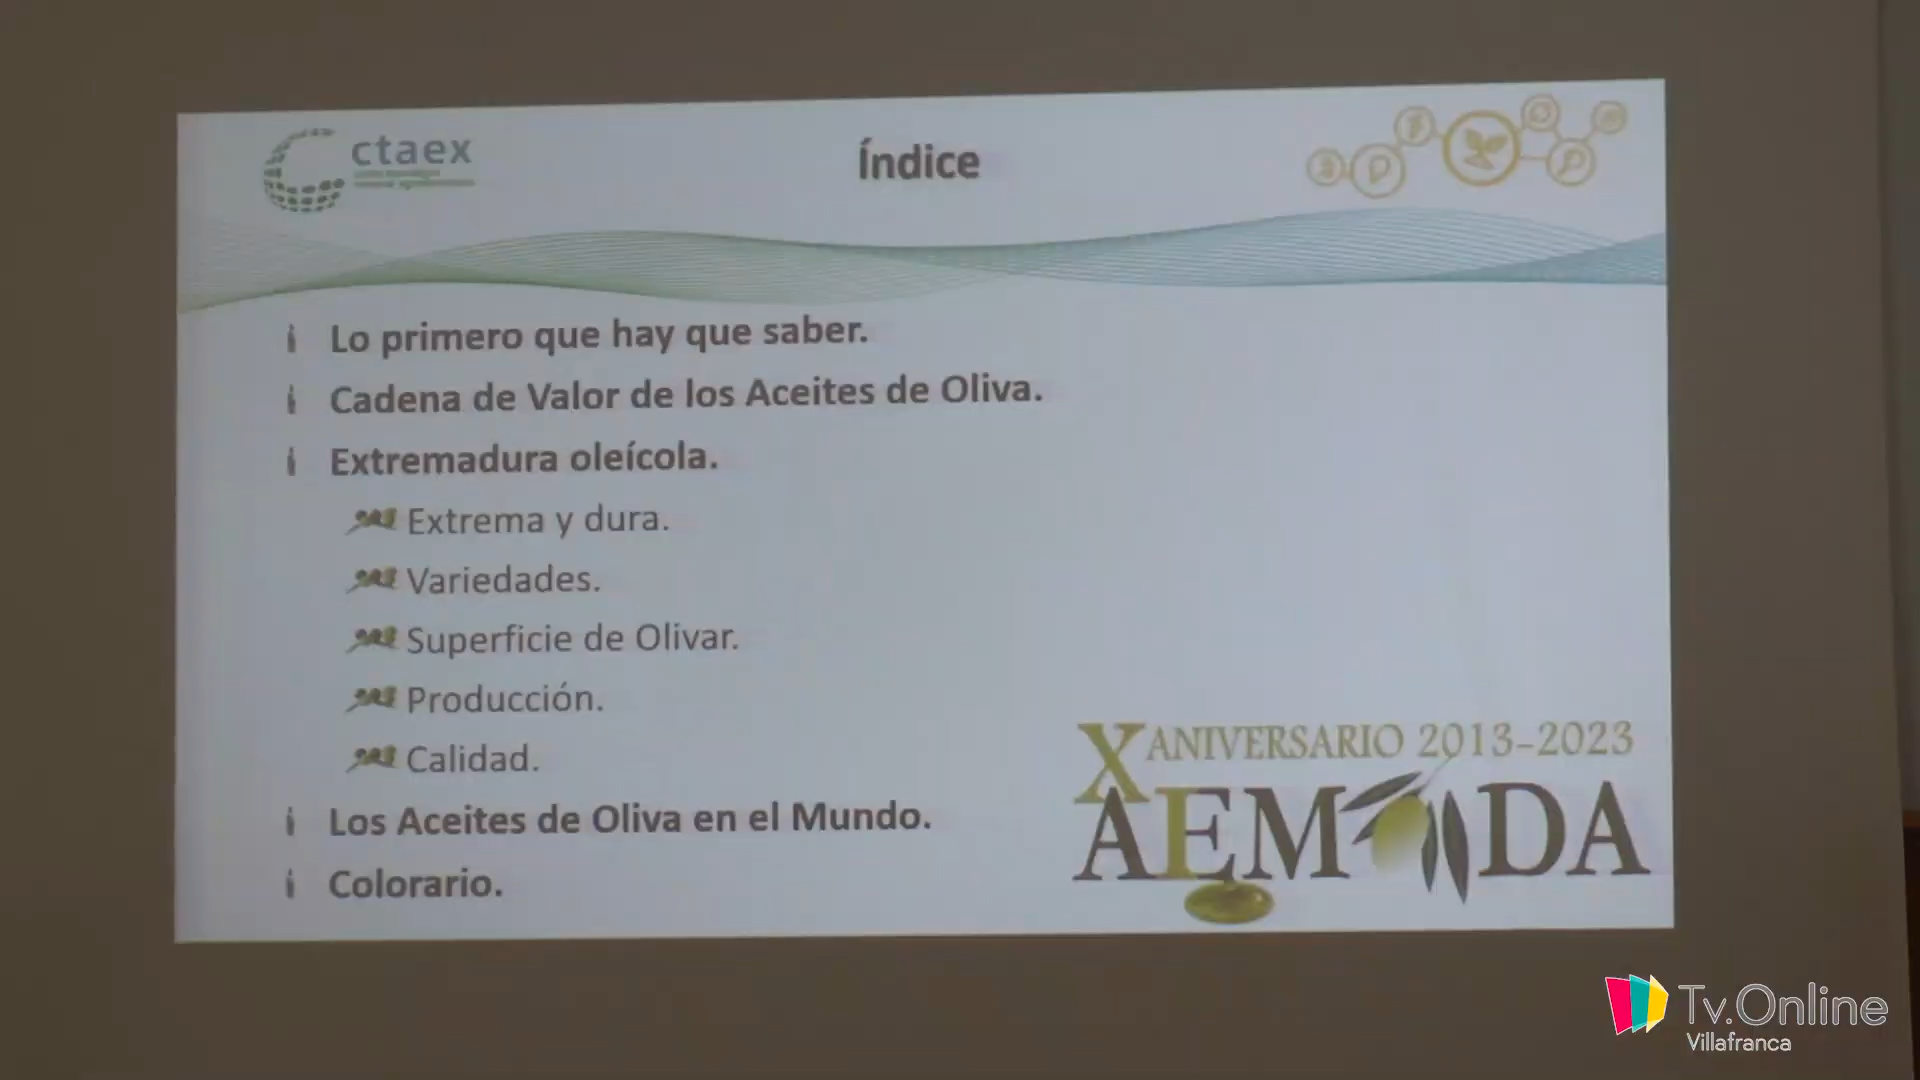 ctaex
Índice
Lo primero que hay que saber.
Cadena de Valor de los Aceites de Oliva.
Extremadura oleícola.
Extrema y dura.
Variedades.
Superficie de Olivar.
Producción.
Calidad.
Los Aceites de Oliva en el Mundo.
Colorario.
X ANIVERSARIO 2013-2023
AEMODA
Tv.Online
Villafranca